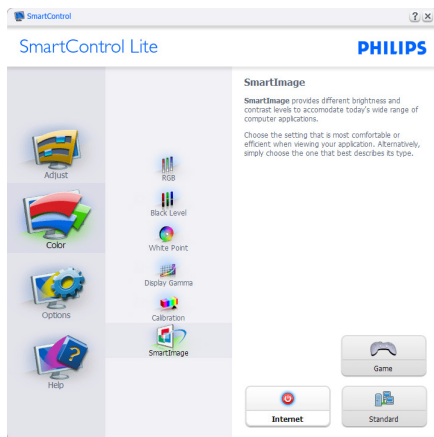 SmartControl
SmartControl Lite
PHILIPS
Adjust
Color
Options
Help
RGB
Black Level
White Point
Display Gamma
Calibration
SmartImage
SmartImage
SmartImage provides different brightness and
contrast levels to accomodate today's wide range of
computer applications.
Choose the setting that is most comfortable or
efficient when viewing your application. Alternatively,
simply choose the one that best describes its type.
Game
Internet
Standard